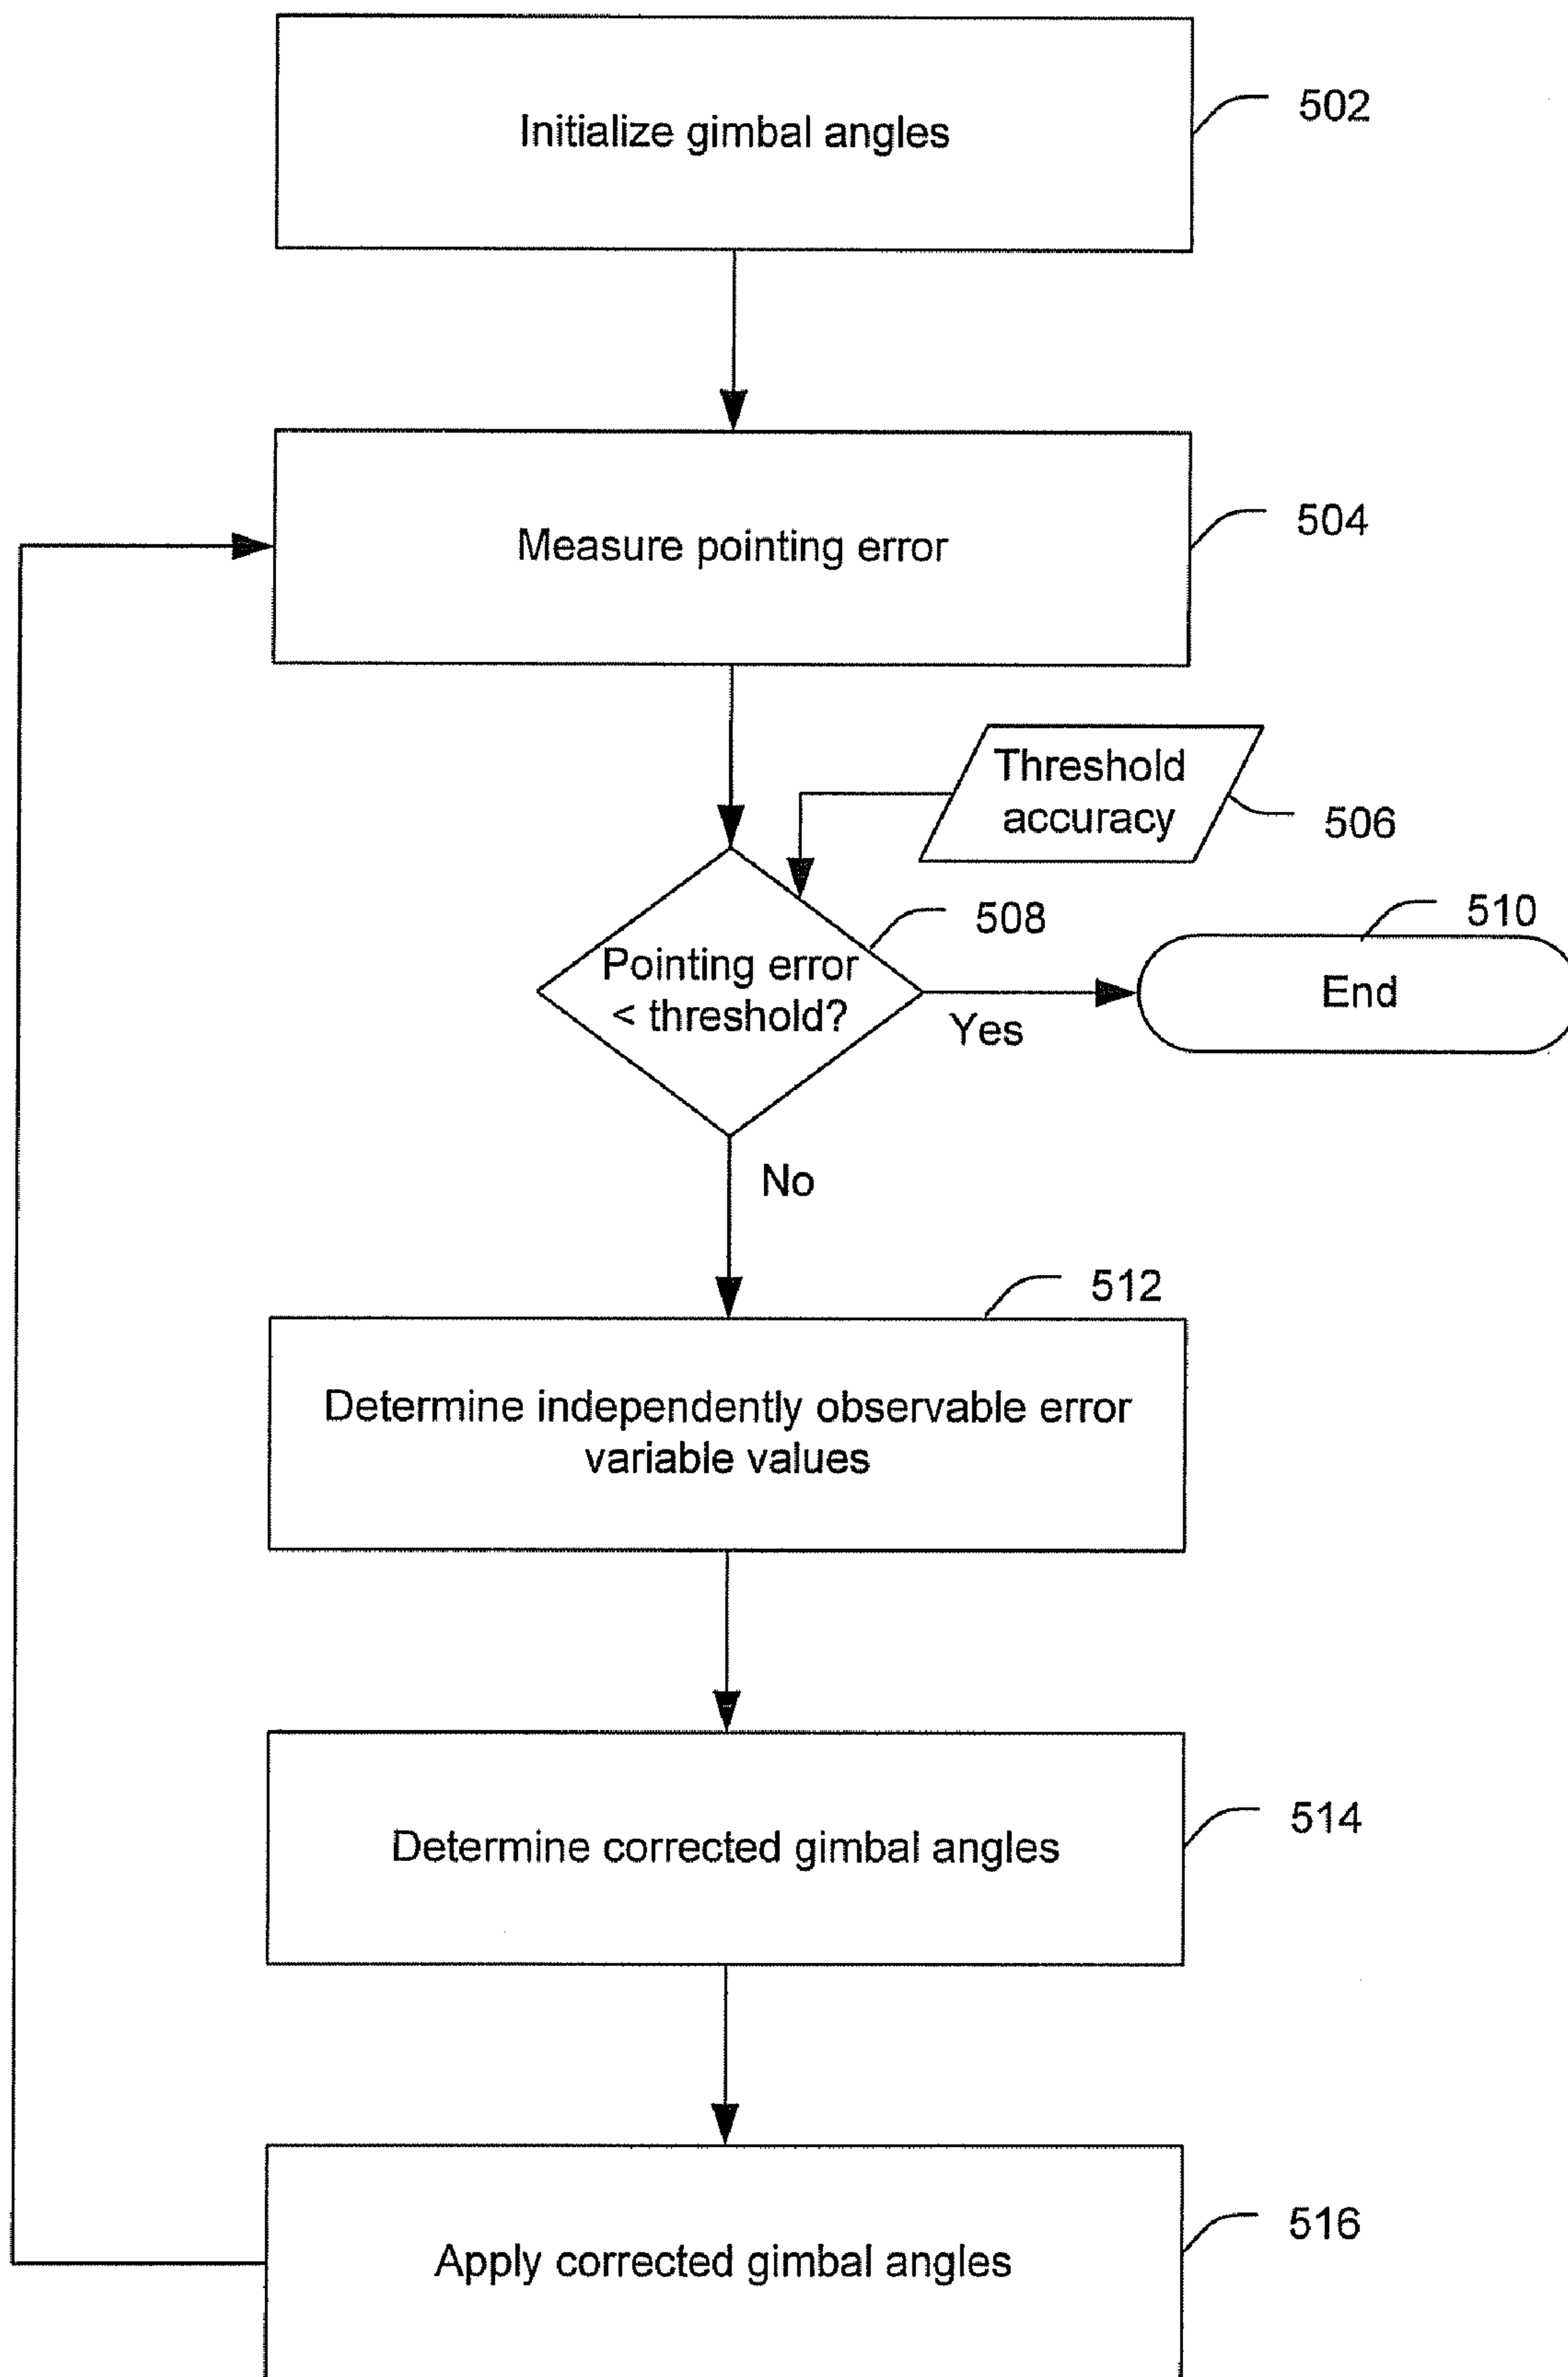 Initialize gimbal angles
502
Measure pointing error
504
Threshold
accuracy
506
508
Pointing error
< threshold?
510
End
Yes
No
512
Determine independently observable error
variable values
Determine corrected gimbal angles
514
Apply corrected gimbal angles
516